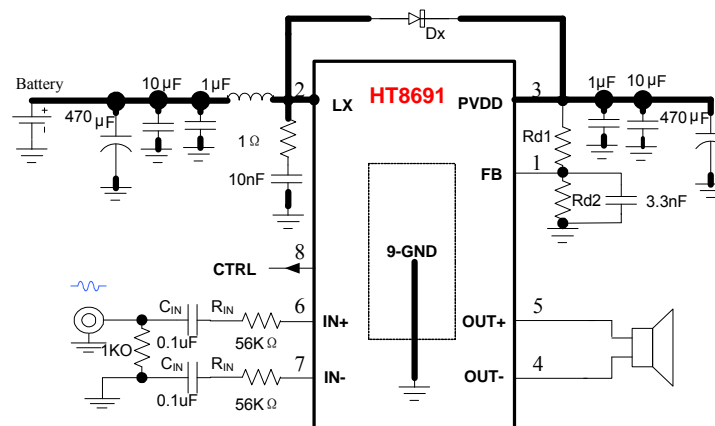 Dx
Battery
10 µF
1µF
2
HT8691
3
1µF
10 µF
LX
PVDD
470 µF
470 µF
1 Ω
Rd1
1
FB
10nF
Rd2
3.3nF
9-GND
8
CTRL
CIN
RIN
6
5
IN+
OUT+
1KO
0.1uF
56KΩ
CIN
RIN
7
4
IN-
OUT-
0.1uF
56KΩ